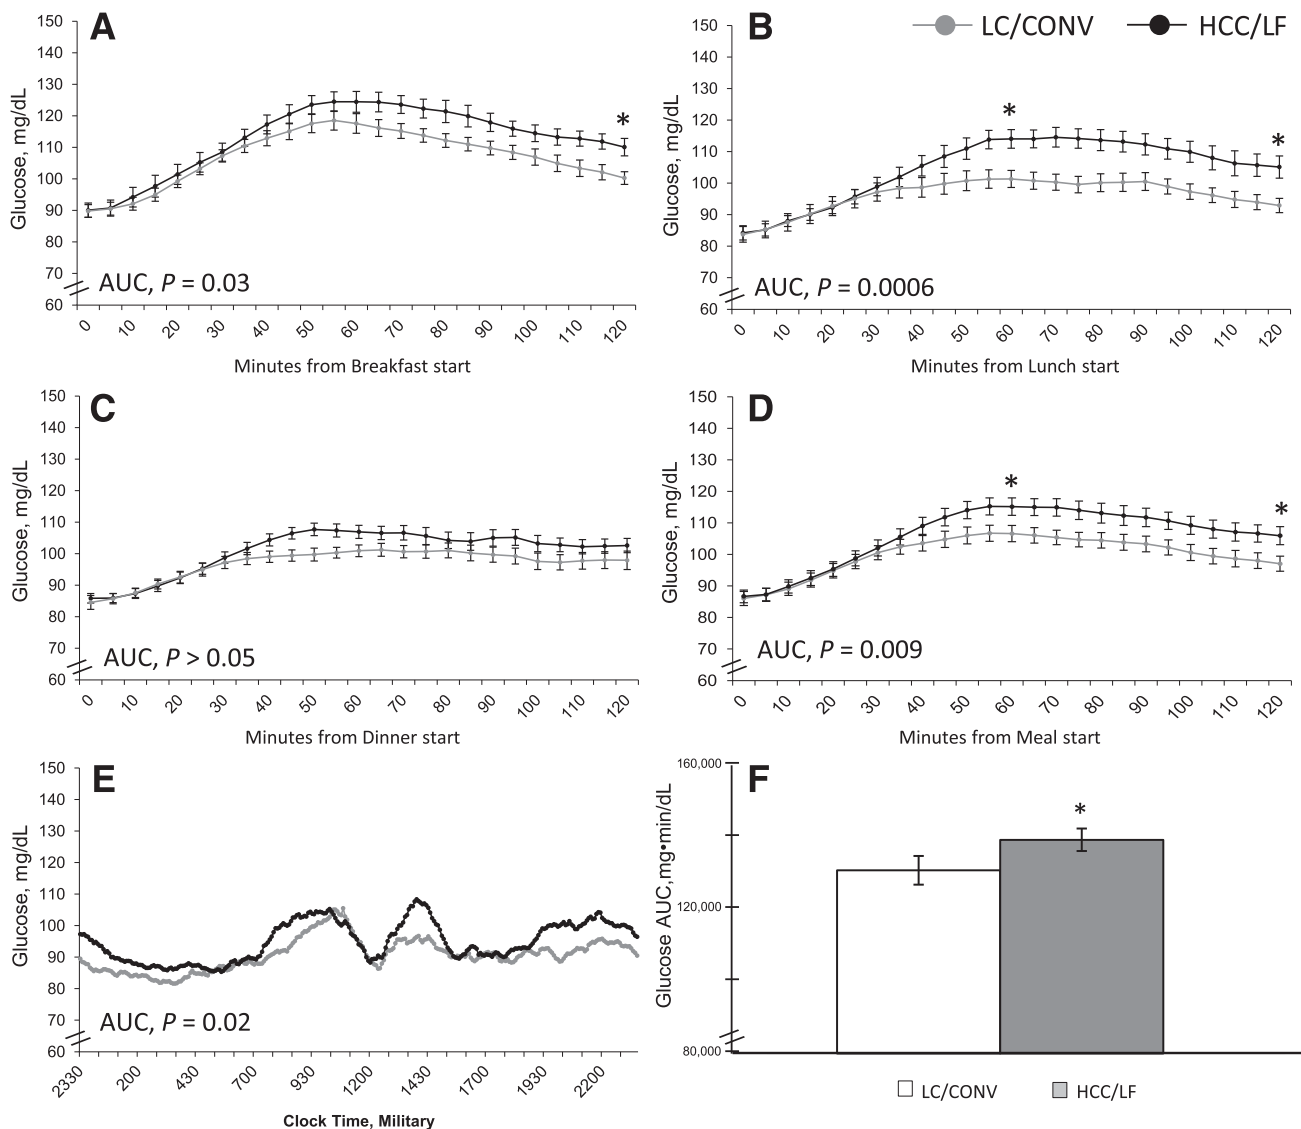 A
150
140
130
120
110
100
90
80
70
60
Glucose, mg/dL
*
AUC, P = 0.03
0 10 20 30 40 50 60 70 80 90 100 110 120
Minutes from Breakfast start
B
LC/CONV HCC/LF
150
140
130
120
110
100
90
80
70
60
Glucose, mg/dL
* *
AUC, P = 0.0006
0 10 20 30 40 50 60 70 80 90 100 110 120
Minutes from Lunch start
C
150
140
130
120
110
100
90
80
70
60
Glucose, mg/dL
AUC, P > 0.05
0 10 20 30 40 50 60 70 80 90 100 110 120
Minutes from Dinner start
D
150
140
130
120
110
100
90
80
70
60
Glucose, mg/dL
* *
AUC, P = 0.009
0 10 20 30 40 50 60 70 80 90 100 110 120
Minutes from Meal start
E
150
140
130
120
110
100
90
80
70
60
Glucose, mg/dL
AUC, P = 0.02
2330 200 430 700 930 1200 1430 1700 1930 2200
Clock Time, Military
F
160,000
120,000
80,000
Glucose AUC,mg•min/dL
*
LC/CONV HCC/LF